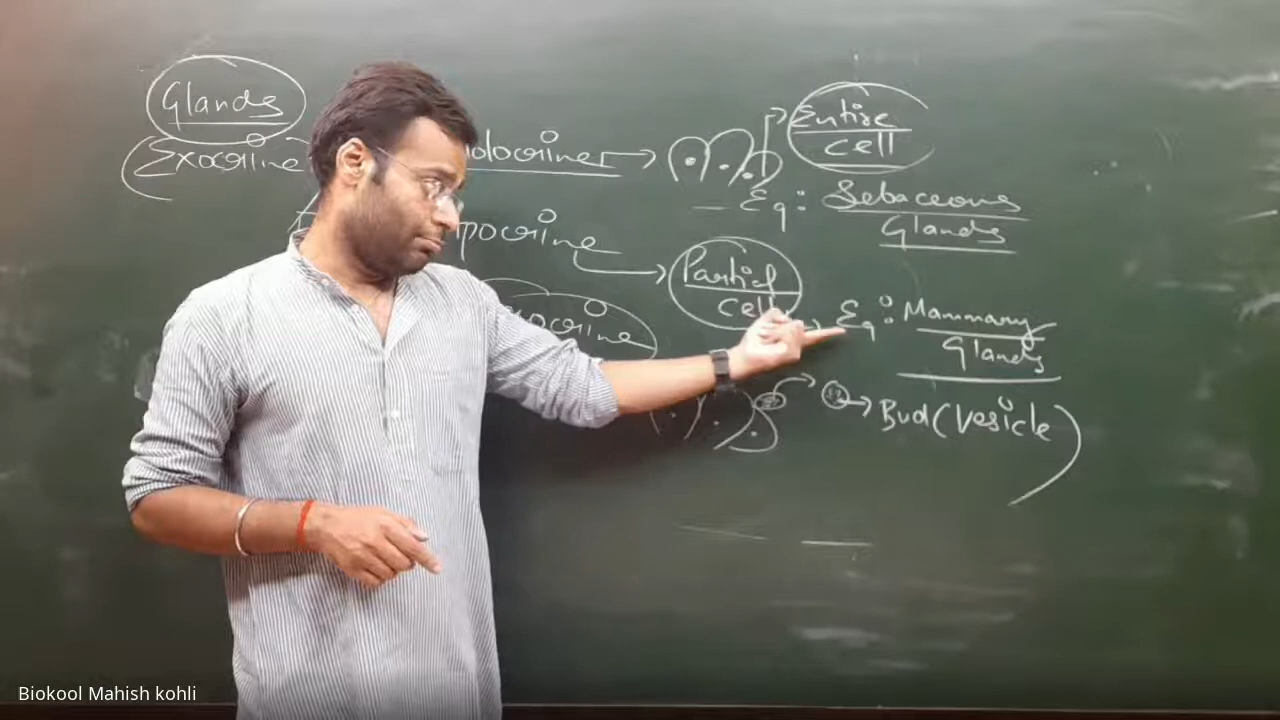 Glands
Exocrine
Entire
cell
Eg: Sebaceous
Glands
Partial
cell
Eg: Mammary
Glands
Bud (Vesicle)
Biokool Mahish kohli